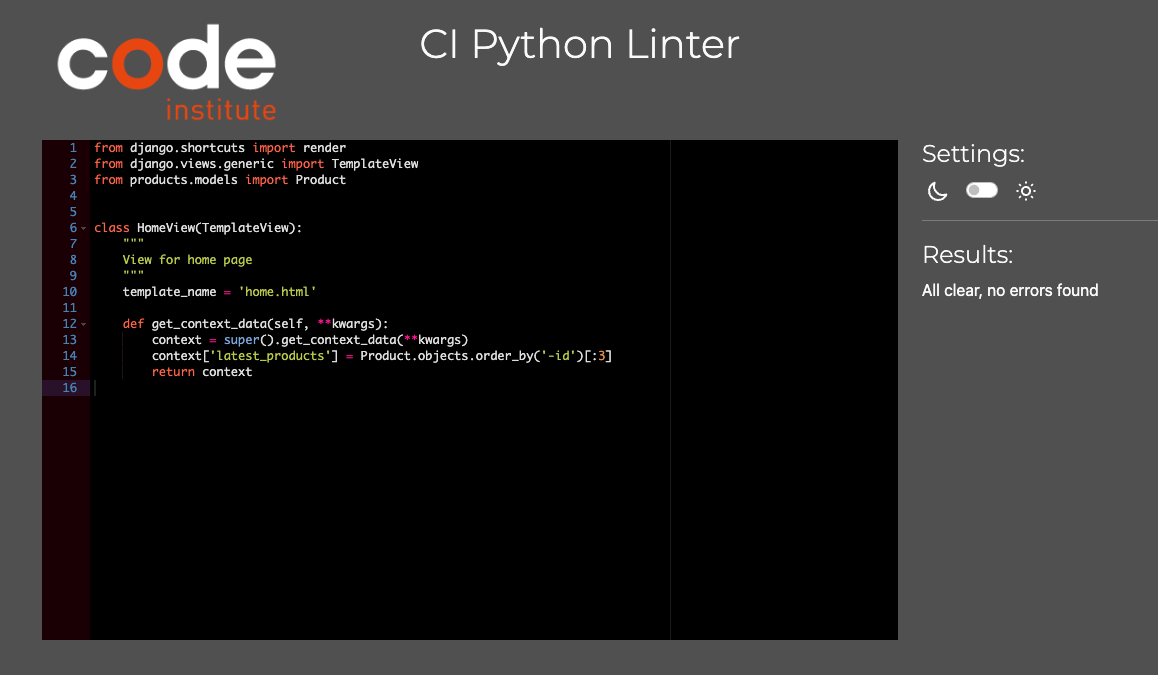 code
institute
CI Python Linter
1 from django.shortcuts import render
2 from django.views.generic import TemplateView
3 from products.models import Product
4
5
6 class HomeView(TemplateView):
7     """
8     View for home page
9     """
10     template_name = 'home.html'
11
12     def get_context_data(self, **kwargs):
13         context = super().get_context_data(**kwargs)
14         context['latest_products'] = Product.objects.order_by('-id')[:3]
15         return context
16
Settings:
Results:
All clear, no errors found